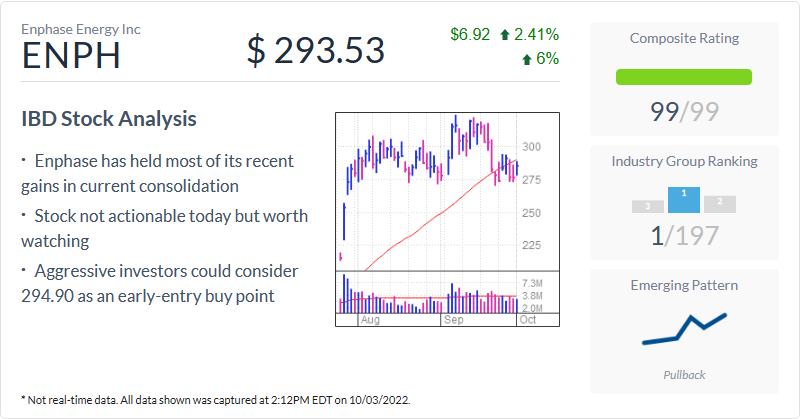 Enphase Energy Inc
ENPH
$ 293.53
$6.92 2.41%
6%
IBD Stock Analysis
· Enphase has held most of its recent
gains in current consolidation
· Stock not actionable today but worth
watching
· Aggressive investors could consider
294.90 as an early-entry buy point
300
275
250
225
7.3M
3.8M
2.0M
Aug Sep Oct
Composite Rating
99/99
Industry Group Ranking
3 1 2
1/197
Emerging Pattern
Pullback
* Not real-time data. All data shown was captured at 2:12PM EDT on 10/03/2022.